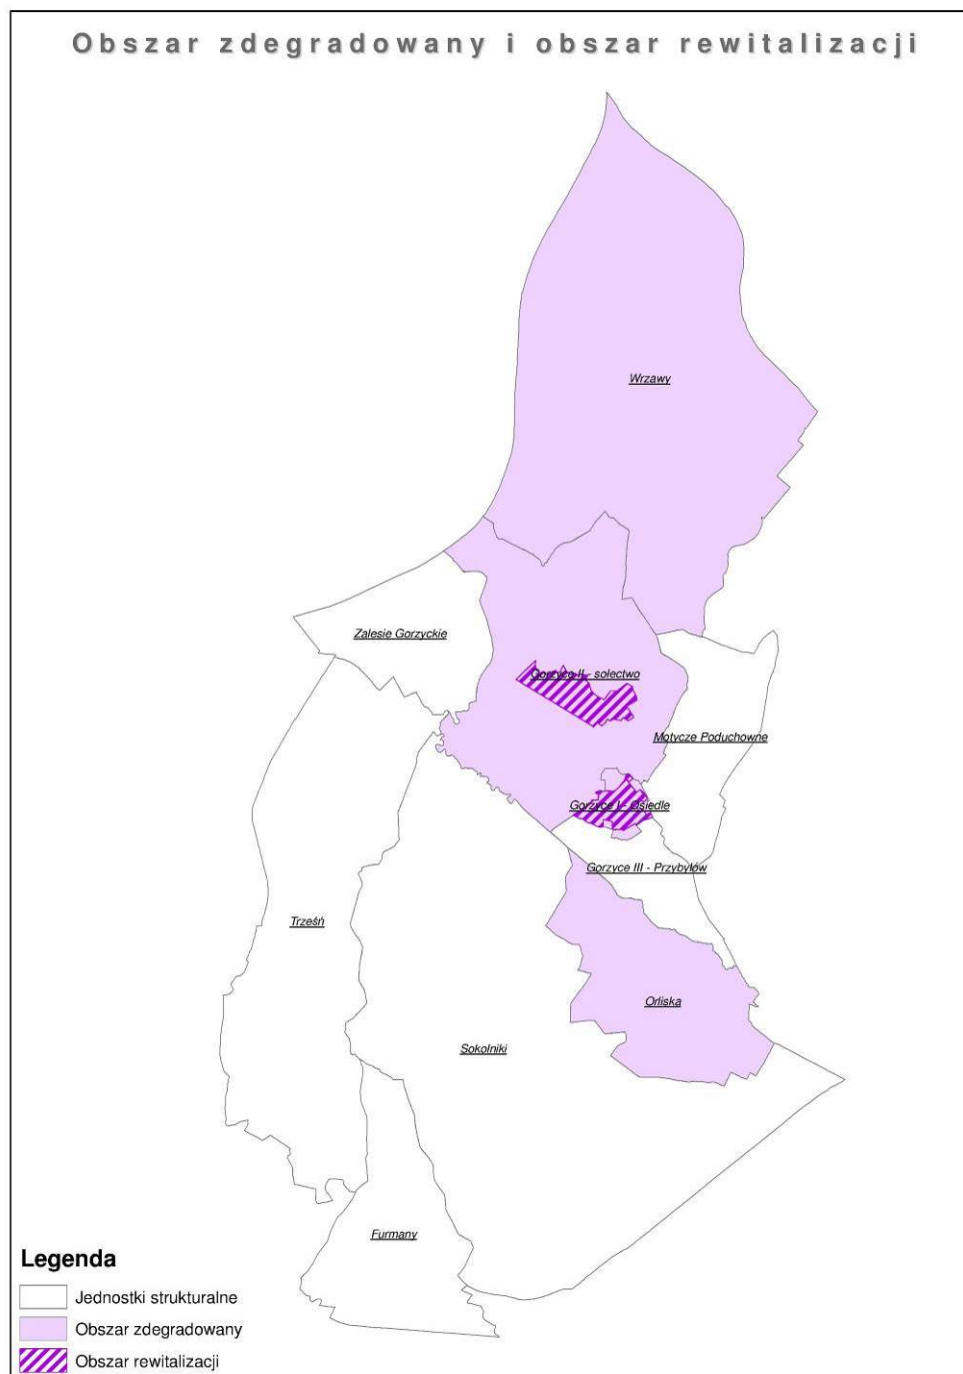 Obszar zdegradowany i obszar rewitalizacji
Wrzawy
Zalesie Gorzyckie
Gorzyce II - sołectwo
Motycze Poduchowne
Gorzyce I - Osiedle
Gorzyce III - Przybyłów
Trześń
Orliska
Sokolniki
Furmany
Legenda
Jednostki strukturalne
Obszar zdegradowany
Obszar rewitalizacji